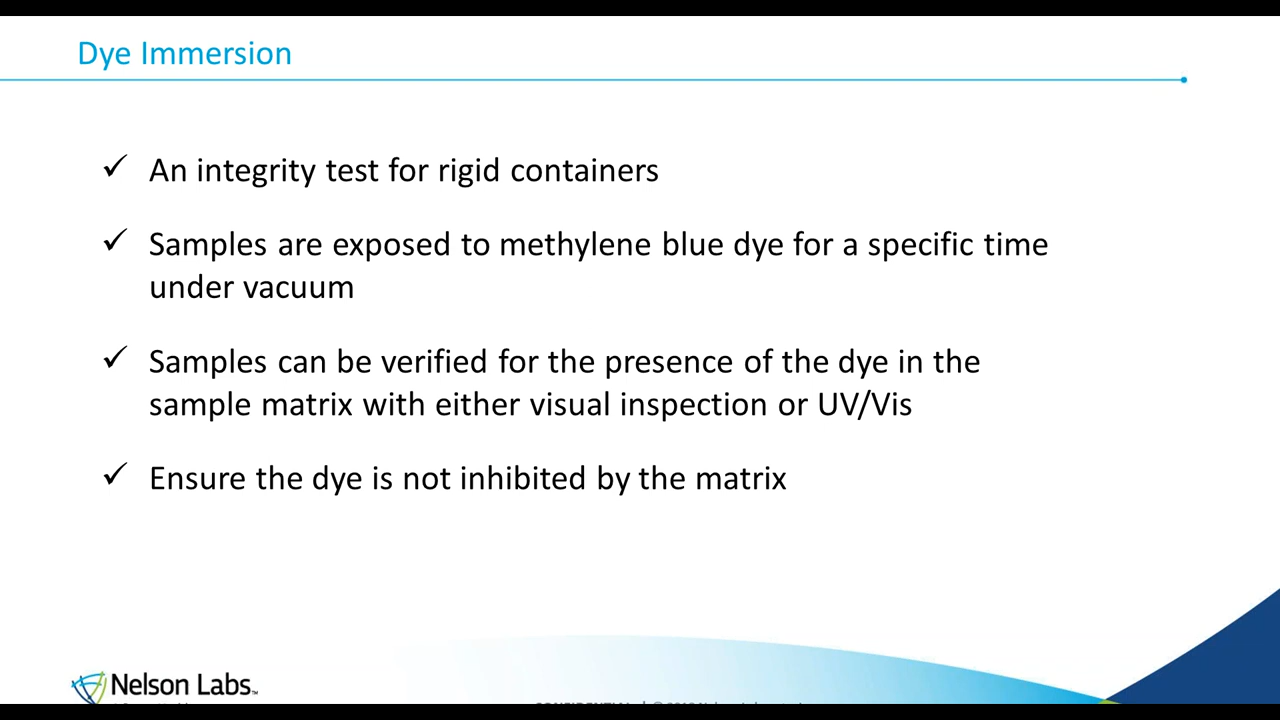 Dye Immersion
✓ An integrity test for rigid containers
✓ Samples are exposed to methylene blue dye for a specific time
under vacuum
✓ Samples can be verified for the presence of the dye in the
sample matrix with either visual inspection or UV/Vis
✓ Ensure the dye is not inhibited by the matrix
Nelson Labs™